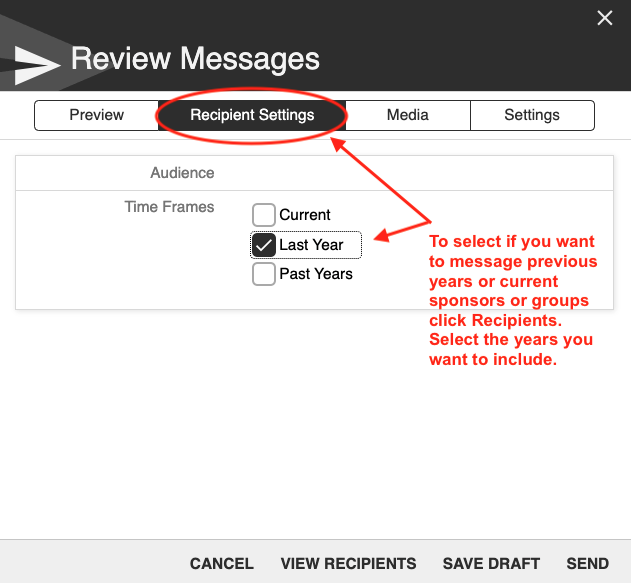 Review Messages
Preview Recipient Settings Media Settings
Audience
Time Frames
Current
Last Year
Past Years
To select if you want
to message previous
years or current
sponsors or groups
click Recipients.
Select the years you
want to include.
CANCEL VIEW RECIPIENTS SAVE DRAFT SEND